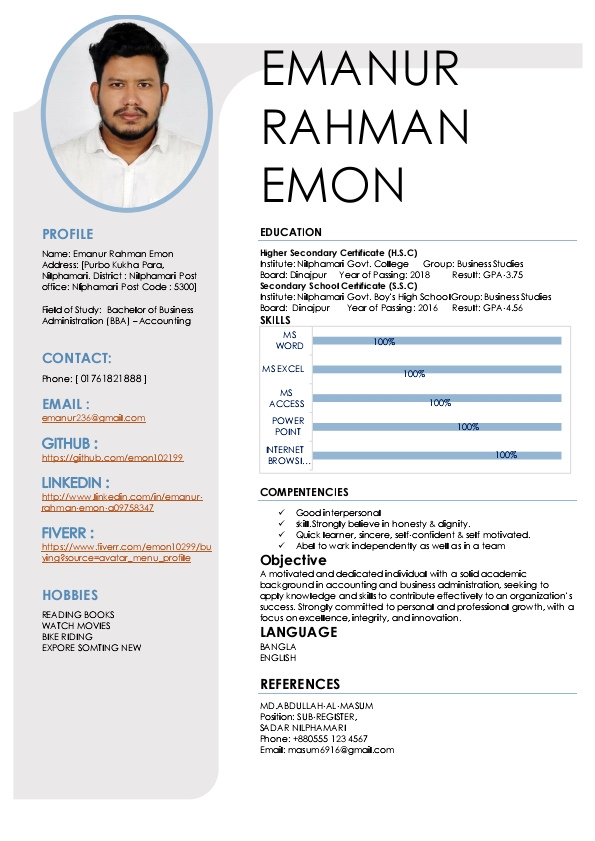 EMANUR
RAHMAN
EMON
PROFILE
Name: Emanur Rahman Emon
Address: [Purbo Kukha Para,
Nilphamari. District : Nilphamari Post
office: Nilphamari Post Code : 5300]
Field of Study: Bachelor of Business
Administration (BBA) – Accounting
CONTACT:
Phone: [ 01761821888 ]
EMAIL :
emanur236@gmail.com
GITHUB :
https://github.com/emon102199
LINKEDIN :
http://www.linkedin.com/in/emanur-
rahman-emon-a09758347
FIVERR :
https://www.fiverr.com/emon10299/bu
ying?source=avatar_menu_profile
HOBBIES
READING BOOKS
WATCH MOVIES
BIKE RIDING
EXPORE SOMTING NEW
EDUCATION
Higher Secondary Certificate (H.S.C)
Institute: Nilphamari Govt. College Group: Business Studies
Board: Dinajpur Year of Passing: 2018 Result: GPA-3.75
Secondary School Certificate (S.S.C)
Institute: Nilphamari Govt. Boy's High School Group: Business Studies
Board: Dinajpur Year of Passing: 2016 Result: GPA-4.56
SKILLS
MS
WORD
100%
MS EXCEL
100%
MS
ACCESS
100%
POWER
POINT
100%
INTERNET
BROWSI...
100%
COMPENTENCIES
✓ Good interpersonal
✓ skill.Strongly believe in honesty & dignity.
✓ Quick learner, sincere, self-confident & self motivated.
✓ Abel to work independently as well as in a team
Objective
A motivated and dedicated individual with a solid academic
background in accounting and business administration, seeking to
apply knowledge and skills to contribute effectively to an organization's
success. Strongly committed to personal and professional growth, with a
focus on excellence, integrity, and innovation.
LANGUAGE
BANGLA
ENGLISH
REFERENCES
MD.ABDULLAH-AL-MASUM
Position: SUB-REGISTER,
SADAR NILPHAMARI
Phone: +880555 123 4567
Email: masum6916@gmail.com